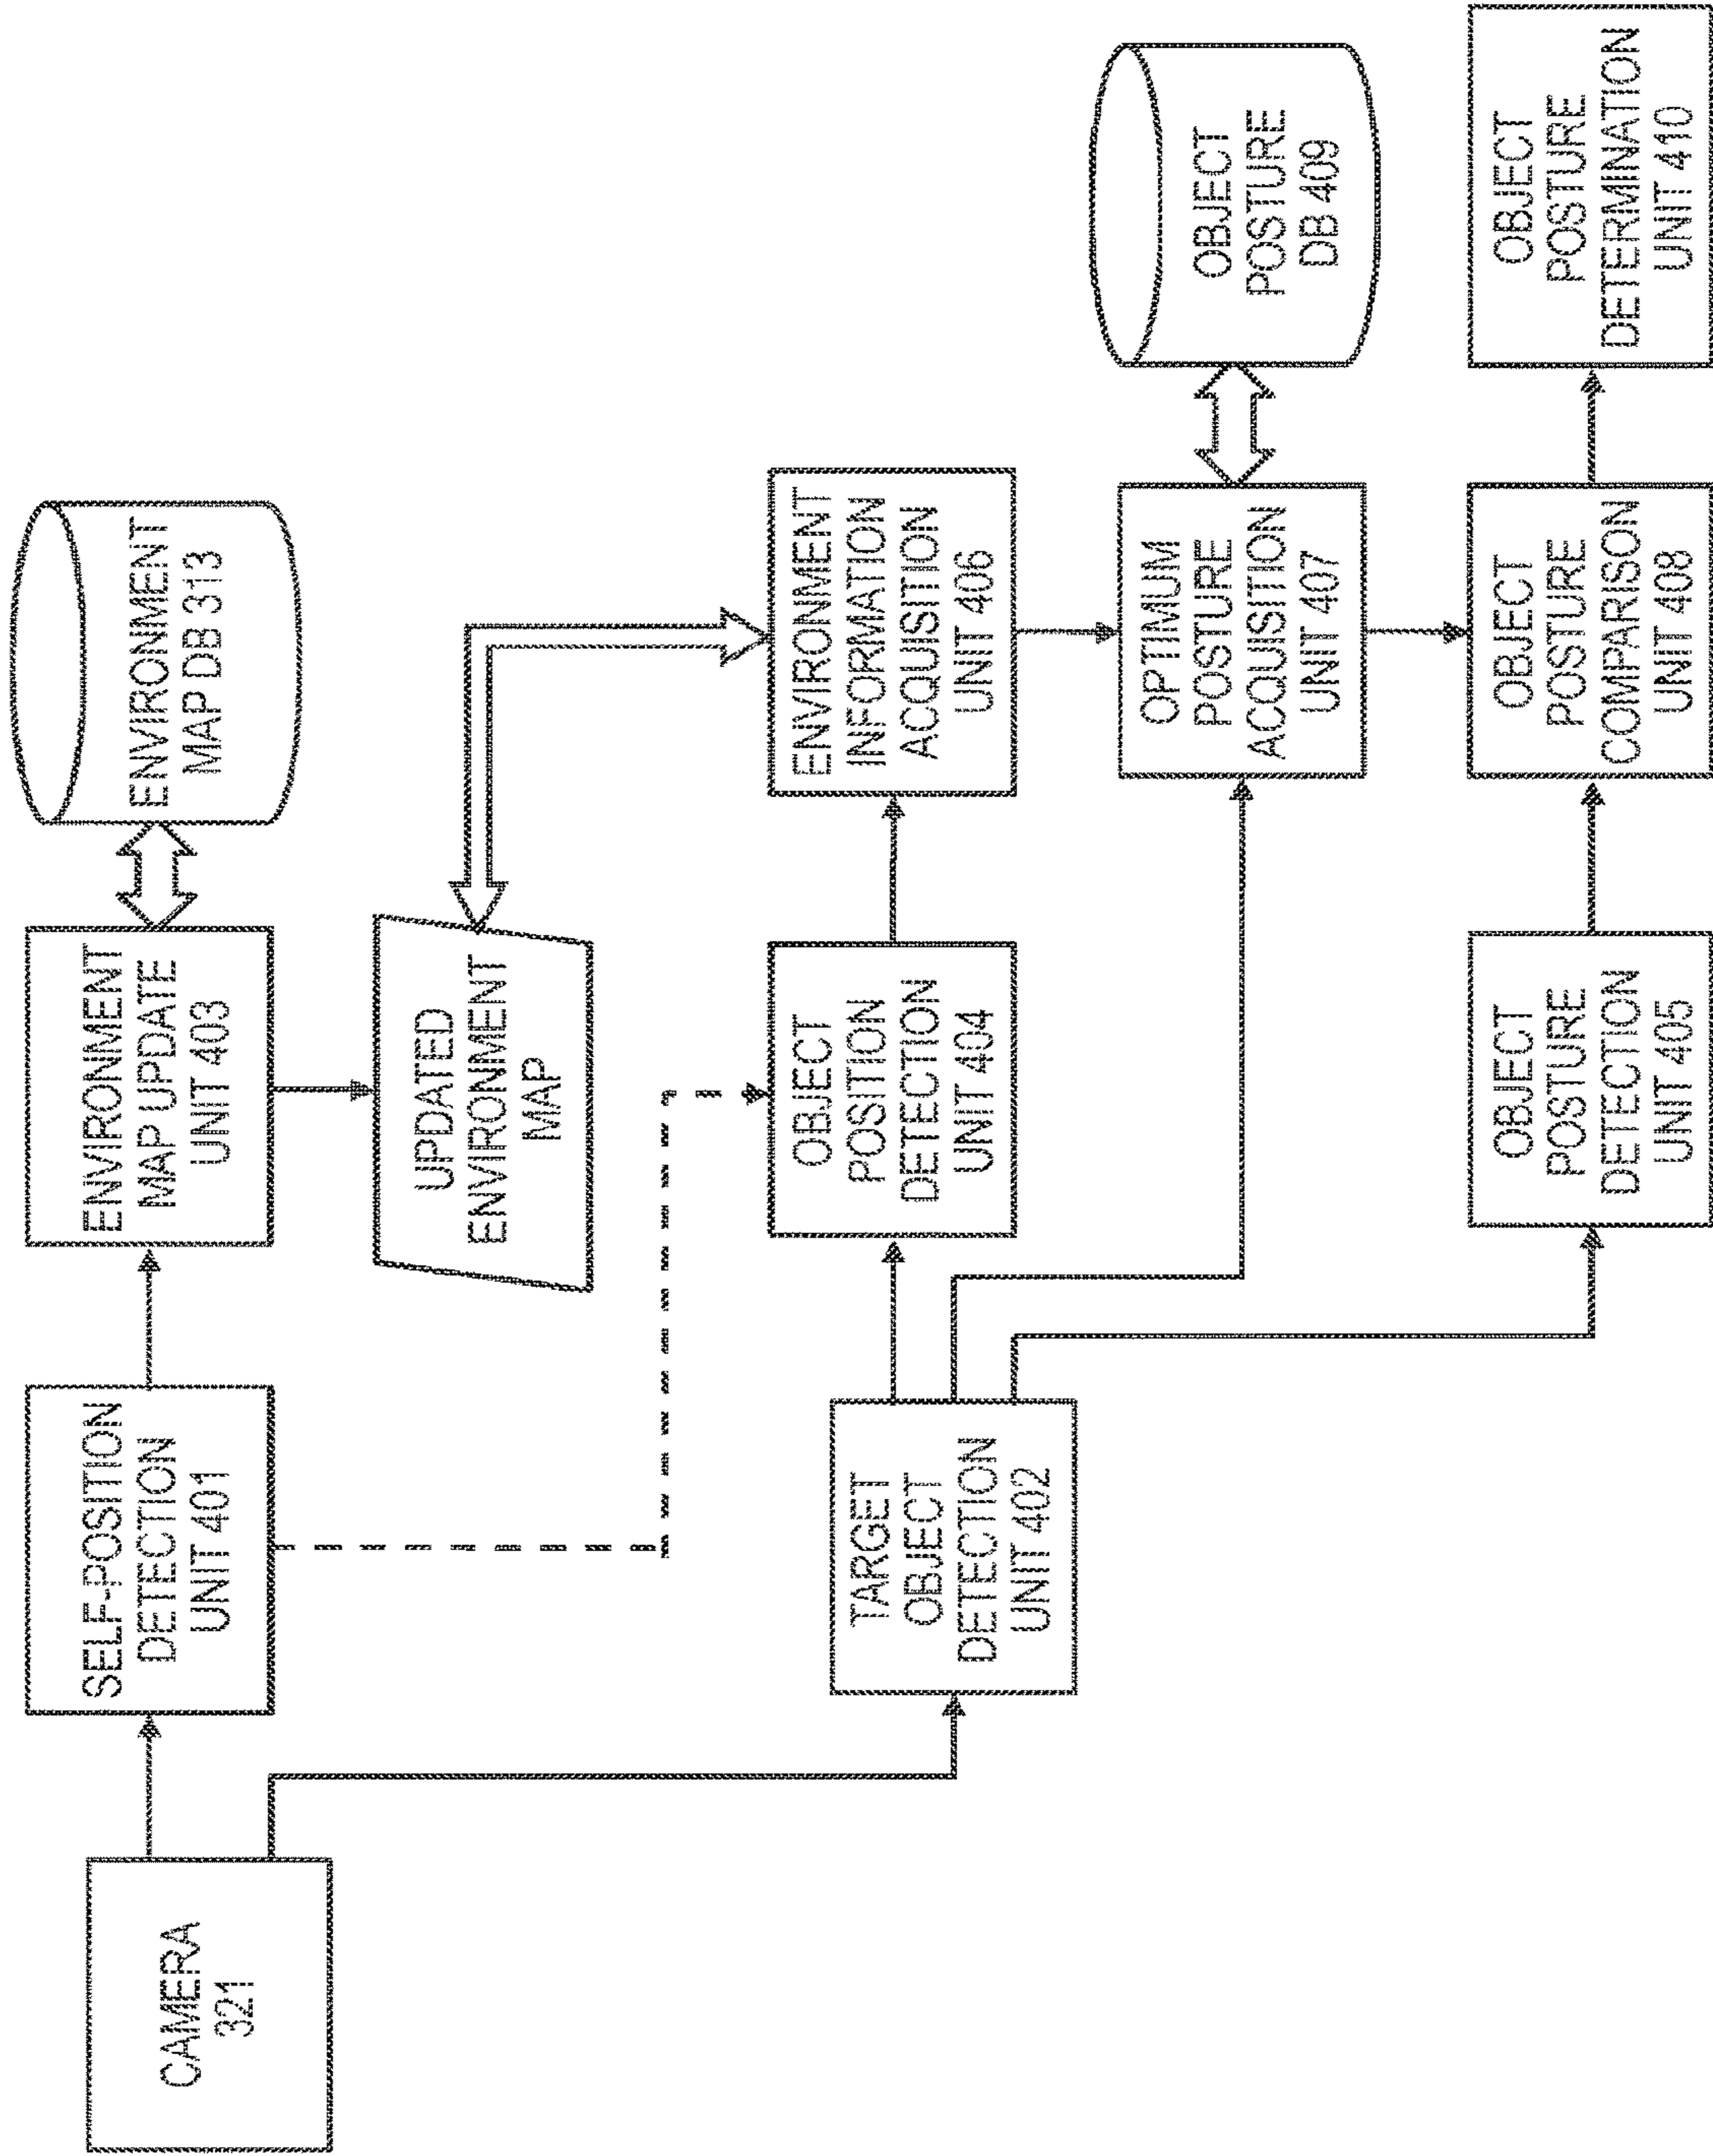 CAMERA
321
SELF-POSITION
DETECTION
UNIT 401
ENVIRONMENT
MAP UPDATE
UNIT 403
ENVIRONMENT
MAP DB 313
UPDATED
ENVIRONMENT
MAP
TARGET
OBJECT
DETECTION
UNIT 402
OBJECT
POSITION
DETECTION
UNIT 404
ENVIRONMENT
INFORMATION
ACQUISITION
UNIT 406
OPTIMUM
POSTURE
ACQUISITION
UNIT 407
OBJECT
POSTURE
DB 409
OBJECT
POSTURE
DETECTION
UNIT 405
OBJECT
POSTURE
COMPARISON
UNIT 408
OBJECT
POSTURE
DETERMINATION
UNIT 410